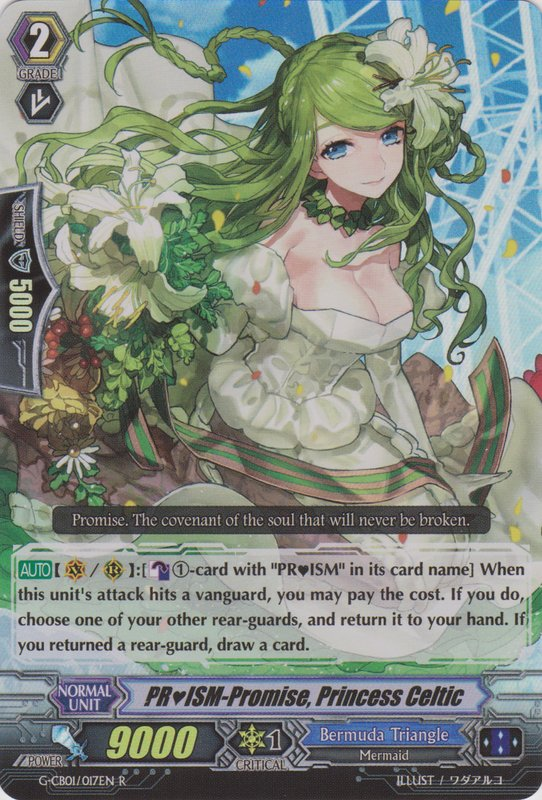 2
GRADE
SHIELD
5000
Promise. The covenant of the soul that will never be broken.
AUTO【 V / R 】:[ ①-card with "PR♥ISM" in its card name] When
this unit's attack hits a vanguard, you may pay the cost. If you do,
choose one of your other rear-guards, and return it to your hand. If
you returned a rear-guard, draw a card.
NORMAL
UNIT
PR♥ISM-Promise, Princess Celtic
POWER
9000
1
CRITICAL
Bermuda Triangle
Mermaid
G-CB01/017EN R
ILLUST / ワダアルコ